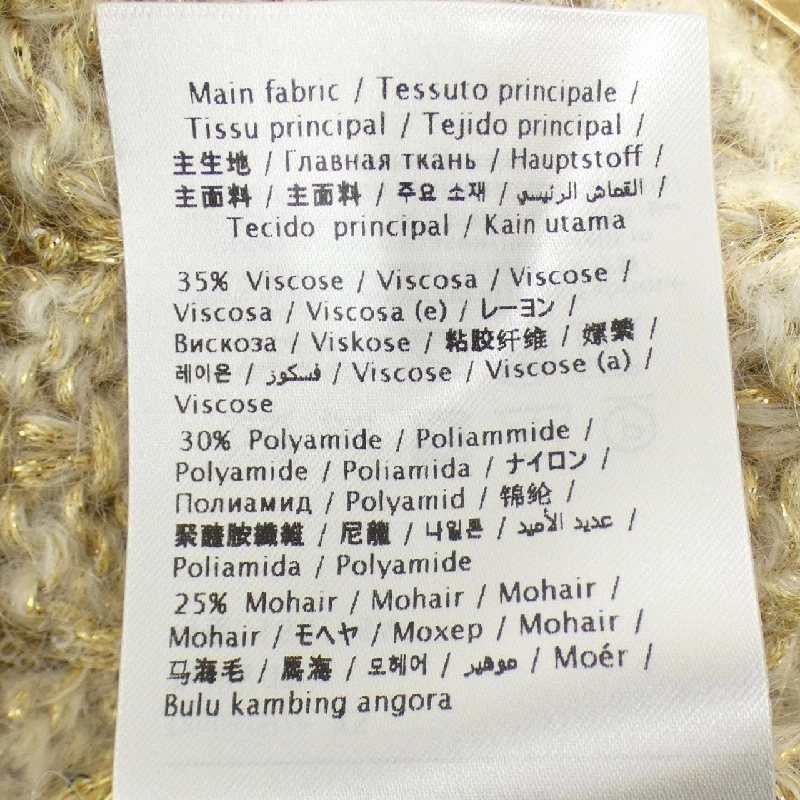 Main fabric / Tessuto principale /
Tissu principal / Tejido principal /
主生地 / Главная ткань / Hauptstoff /
主面料 / 主面料 / 주요 소재 / القماش الرئيسي /
Tecido principal / Kain utama
35% Viscose / Viscosa / Viscose /
Viscosa / Viscosa (e) / レーヨン /
Вискоза / Viskose / 粘胶纤维 / 嫘縈 /
레이온 / فسكوز / Viscose / Viscose (a) /
Viscose
30% Polyamide / Poliammide /
Polyamide / Poliamida / ナイロン /
Полиамид / Polyamid / 锦纶 /
聚醯胺纖維 / 尼龍 / 나일론 / عديد الأميد /
Poliamida / Polyamide
25% Mohair / Mohair / Mohair /
Mohair / モヘヤ / Мохер / Mohair /
马海毛 / 馬海 / 모헤어 / موهير / Moér /
Bulu kambing angora